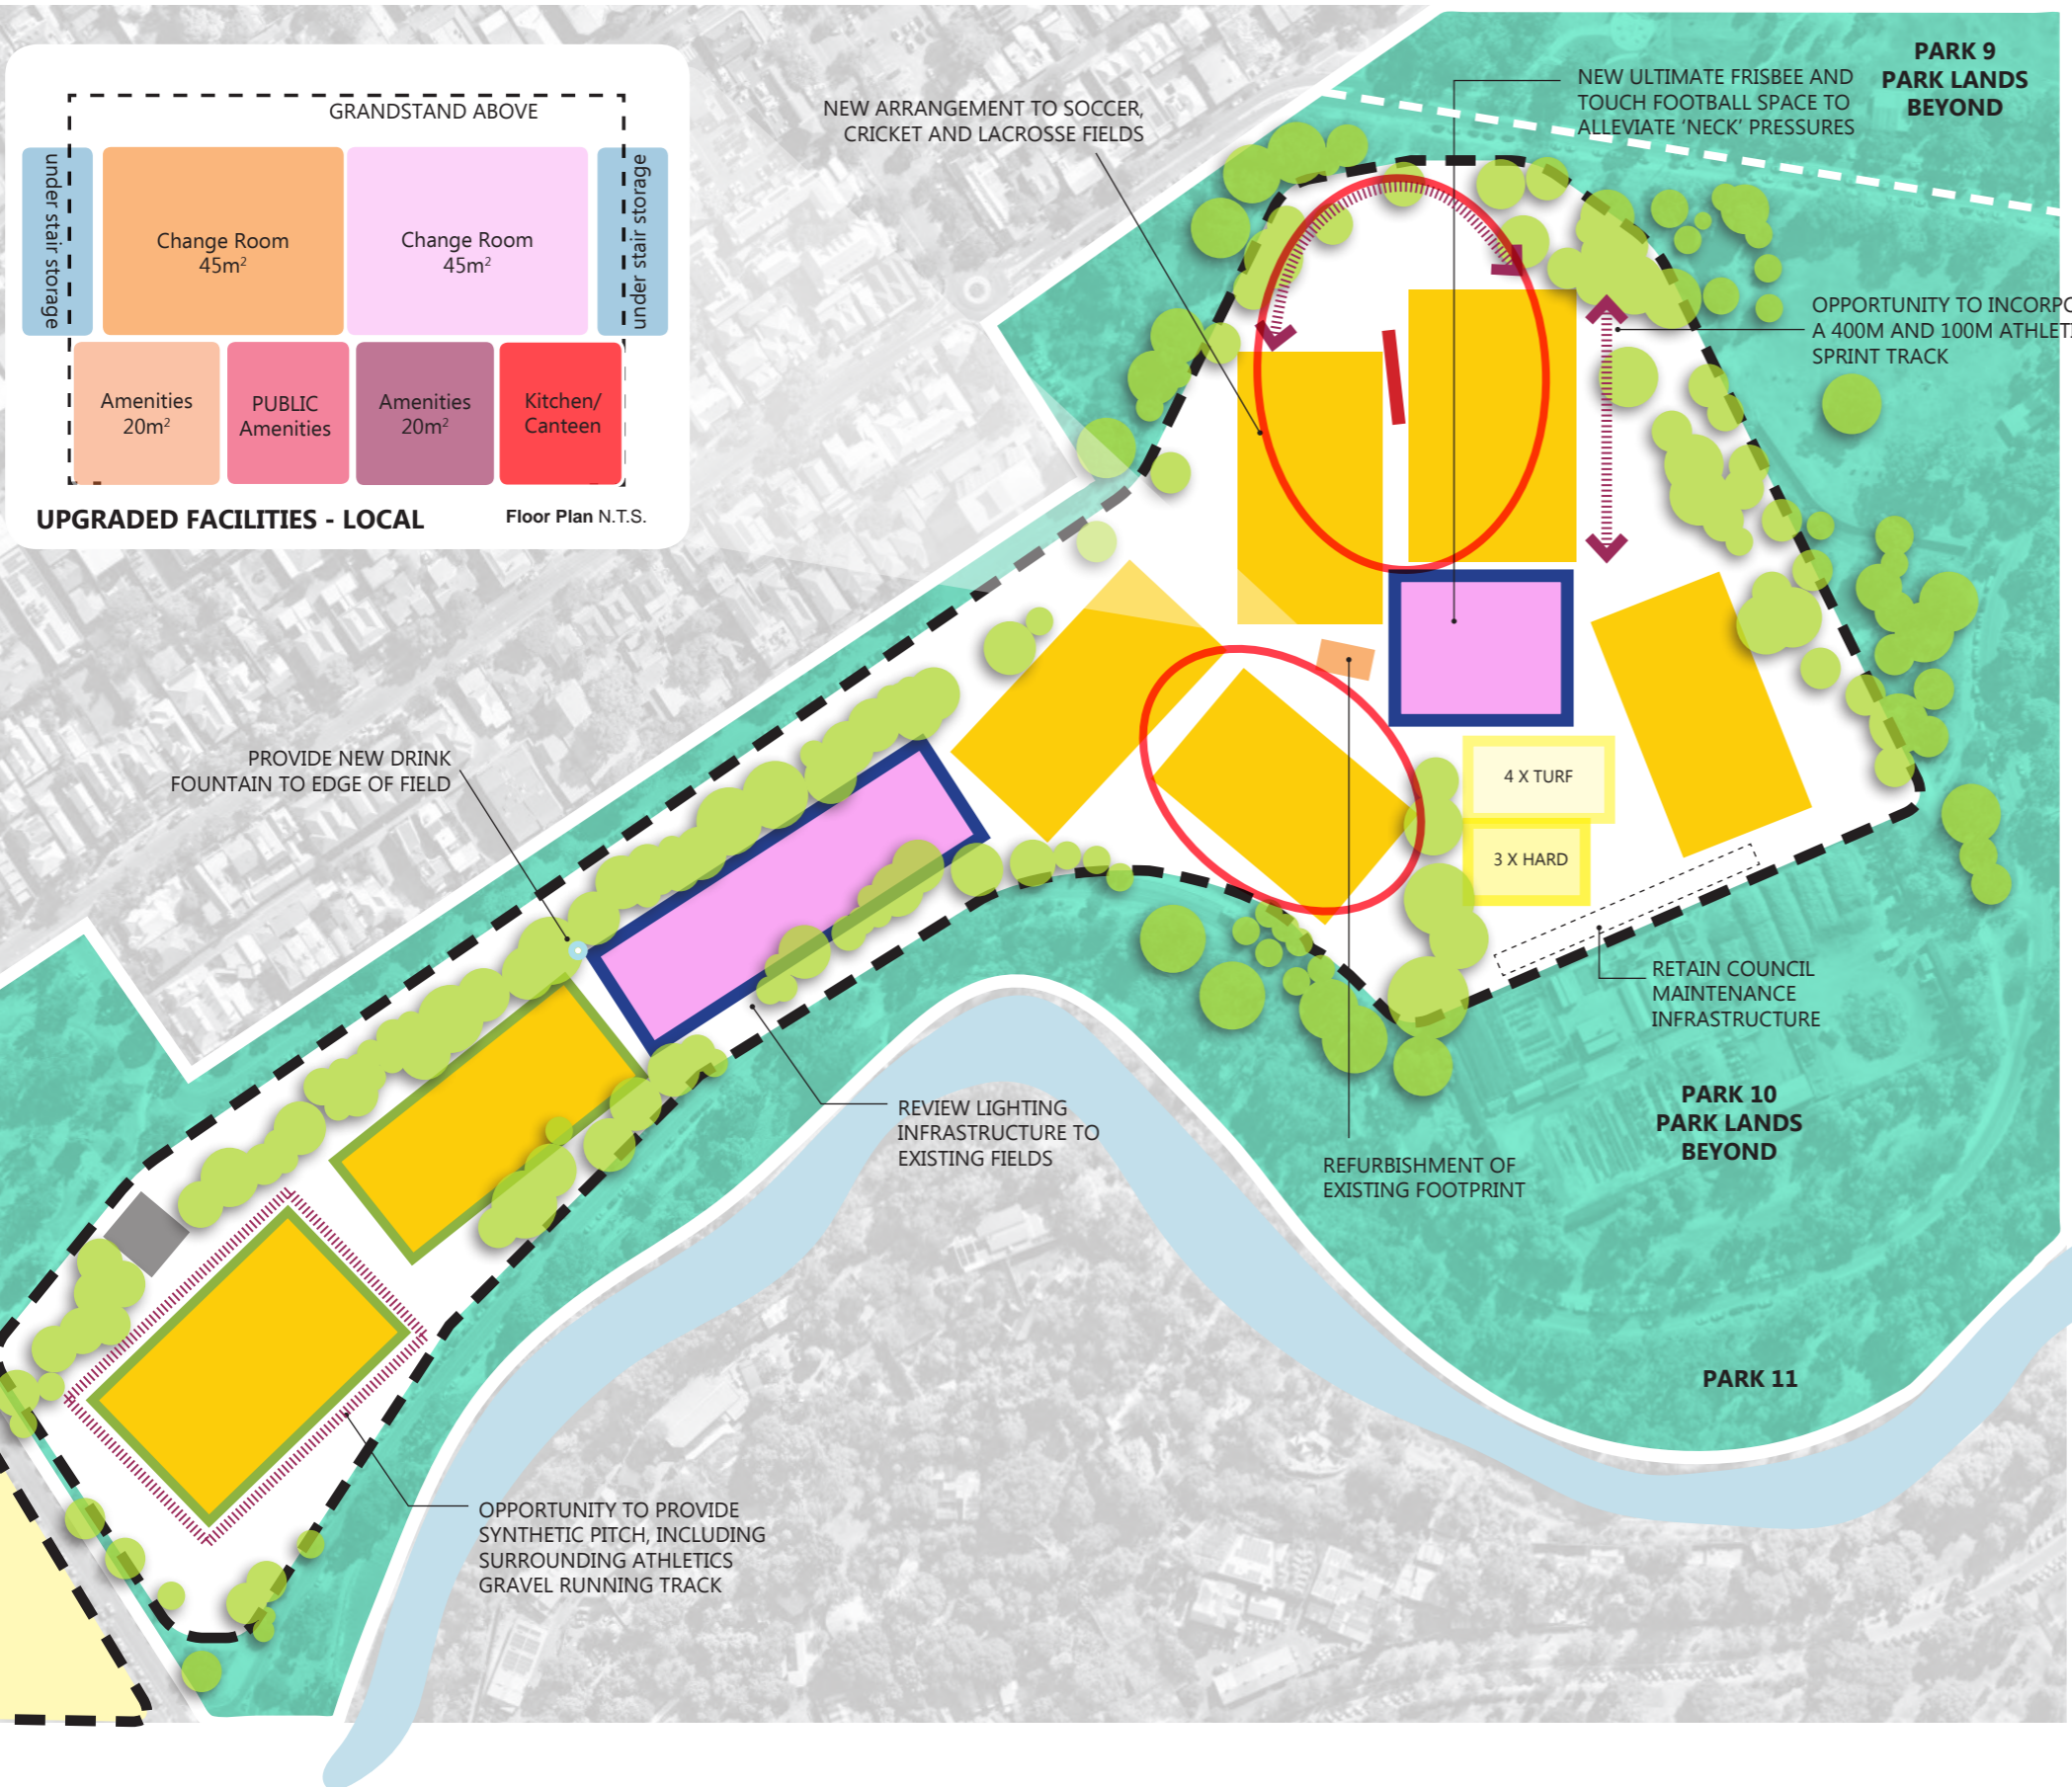 GRANDSTAND ABOVE
under stair storage
Change Room
45m²
Change Room
45m²
under stair storage
Amenities
20m²
PUBLIC
Amenities
Amenities
20m²
Kitchen/
Canteen
UPGRADED FACILITIES - LOCAL
Floor Plan N.T.S.
NEW ARRANGEMENT TO SOCCER,
CRICKET AND LACROSSE FIELDS
NEW ULTIMATE FRISBEE AND
TOUCH FOOTBALL SPACE TO
ALLEVIATE ‘NECK’ PRESSURES
PARK 9
PARK LANDS
BEYOND
OPPORTUNITY TO INCORPO
A 400M AND 100M ATHLET
SPRINT TRACK
PROVIDE NEW DRINK
FOUNTAIN TO EDGE OF FIELD
4 X TURF
3 X HARD
RETAIN COUNCIL
MAINTENANCE
INFRASTRUCTURE
PARK 10
PARK LANDS
BEYOND
REVIEW LIGHTING
INFRASTRUCTURE TO
EXISTING FIELDS
REFURBISHMENT OF
EXISTING FOOTPRINT
PARK 11
OPPORTUNITY TO PROVIDE
SYNTHETIC PITCH, INCLUDING
SURROUNDING ATHLETICS
GRAVEL RUNNING TRACK